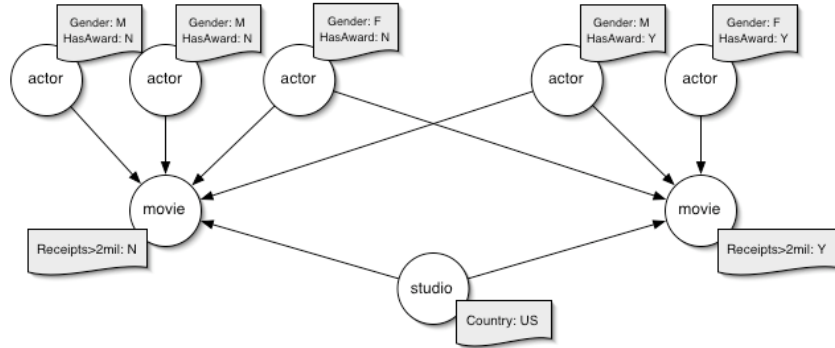 Gender: M
HasAward: N
Gender: M
HasAward: N
Gender: F
HasAward: N
Gender: M
HasAward: Y
Gender: F
HasAward: Y
actor
actor
actor
actor
actor
movie
movie
Receipts>2mil: N
Receipts>2mil: Y
studio
Country: US